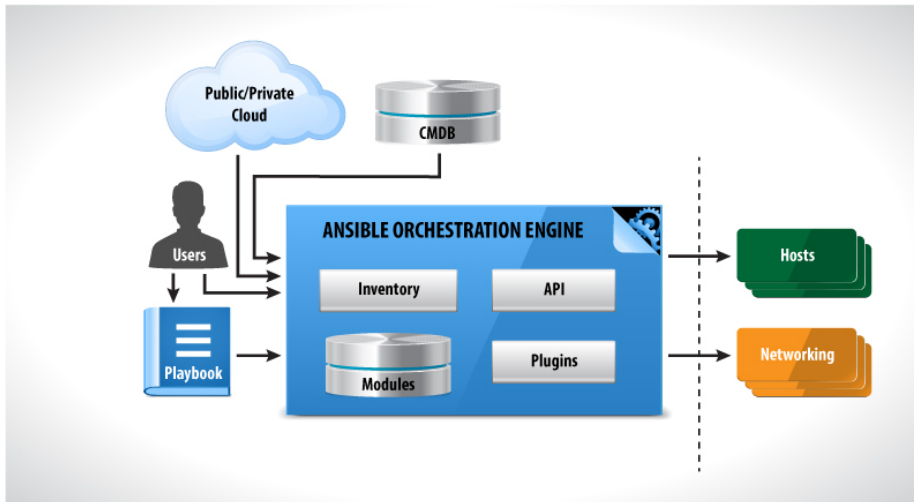 Public/Private
Cloud
CMDB
Users
ANSIBLE ORCHESTRATION ENGINE
Inventory
API
Hosts
Playbook
Modules
Plugins
Networking